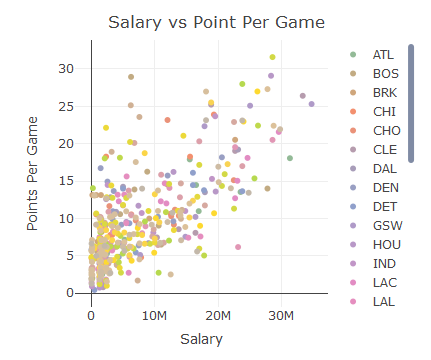 Salary vs Point Per Game
Points Per Game
30
25
20
15
10
5
0
0
10M
20M
30M
Salary
ATL
BOS
BRK
CHI
CHO
CLE
DAL
DEN
DET
GSW
HOU
IND
LAC
LAL